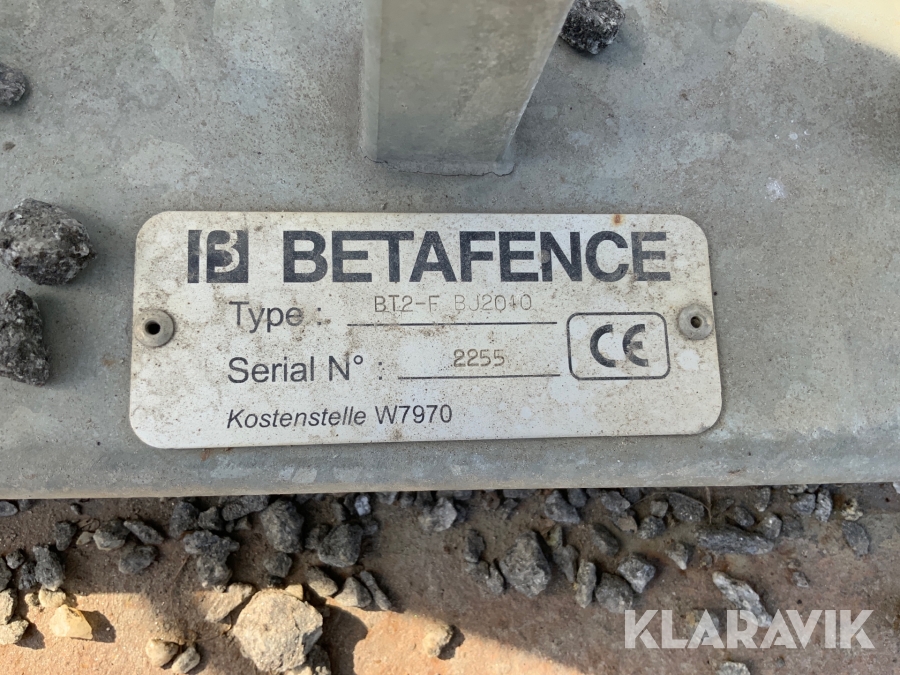 B BETAFENCE
Type : BT2-F BJ2010
Serial N° : 2255
CE
Kostenstelle W7970
KLARAVIK